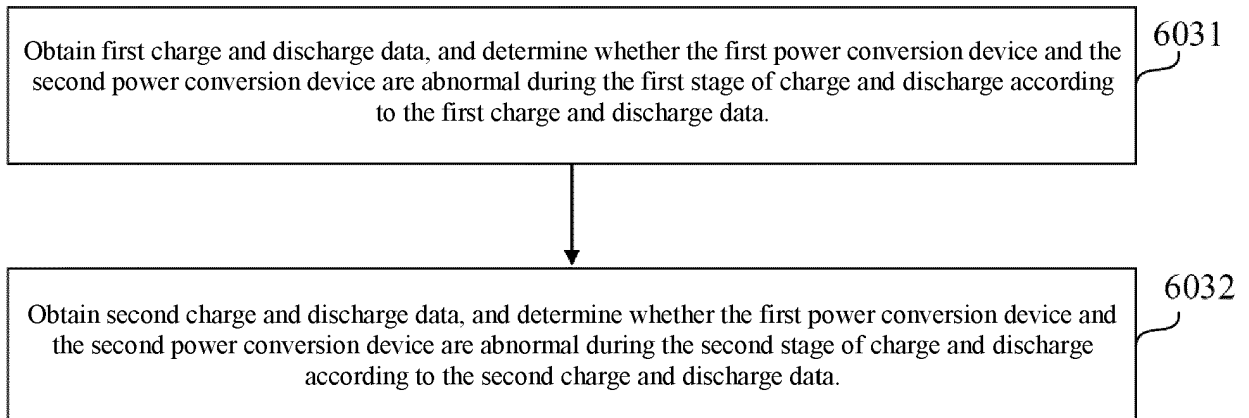 Obtain first charge and discharge data, and determine whether the first power conversion device and the
second power conversion device are abnormal during the first stage of charge and discharge according
to the first charge and discharge data.
6031
Obtain second charge and discharge data, and determine whether the first power conversion device and
the second power conversion device are abnormal during the second stage of charge and discharge
according to the second charge and discharge data.
6032